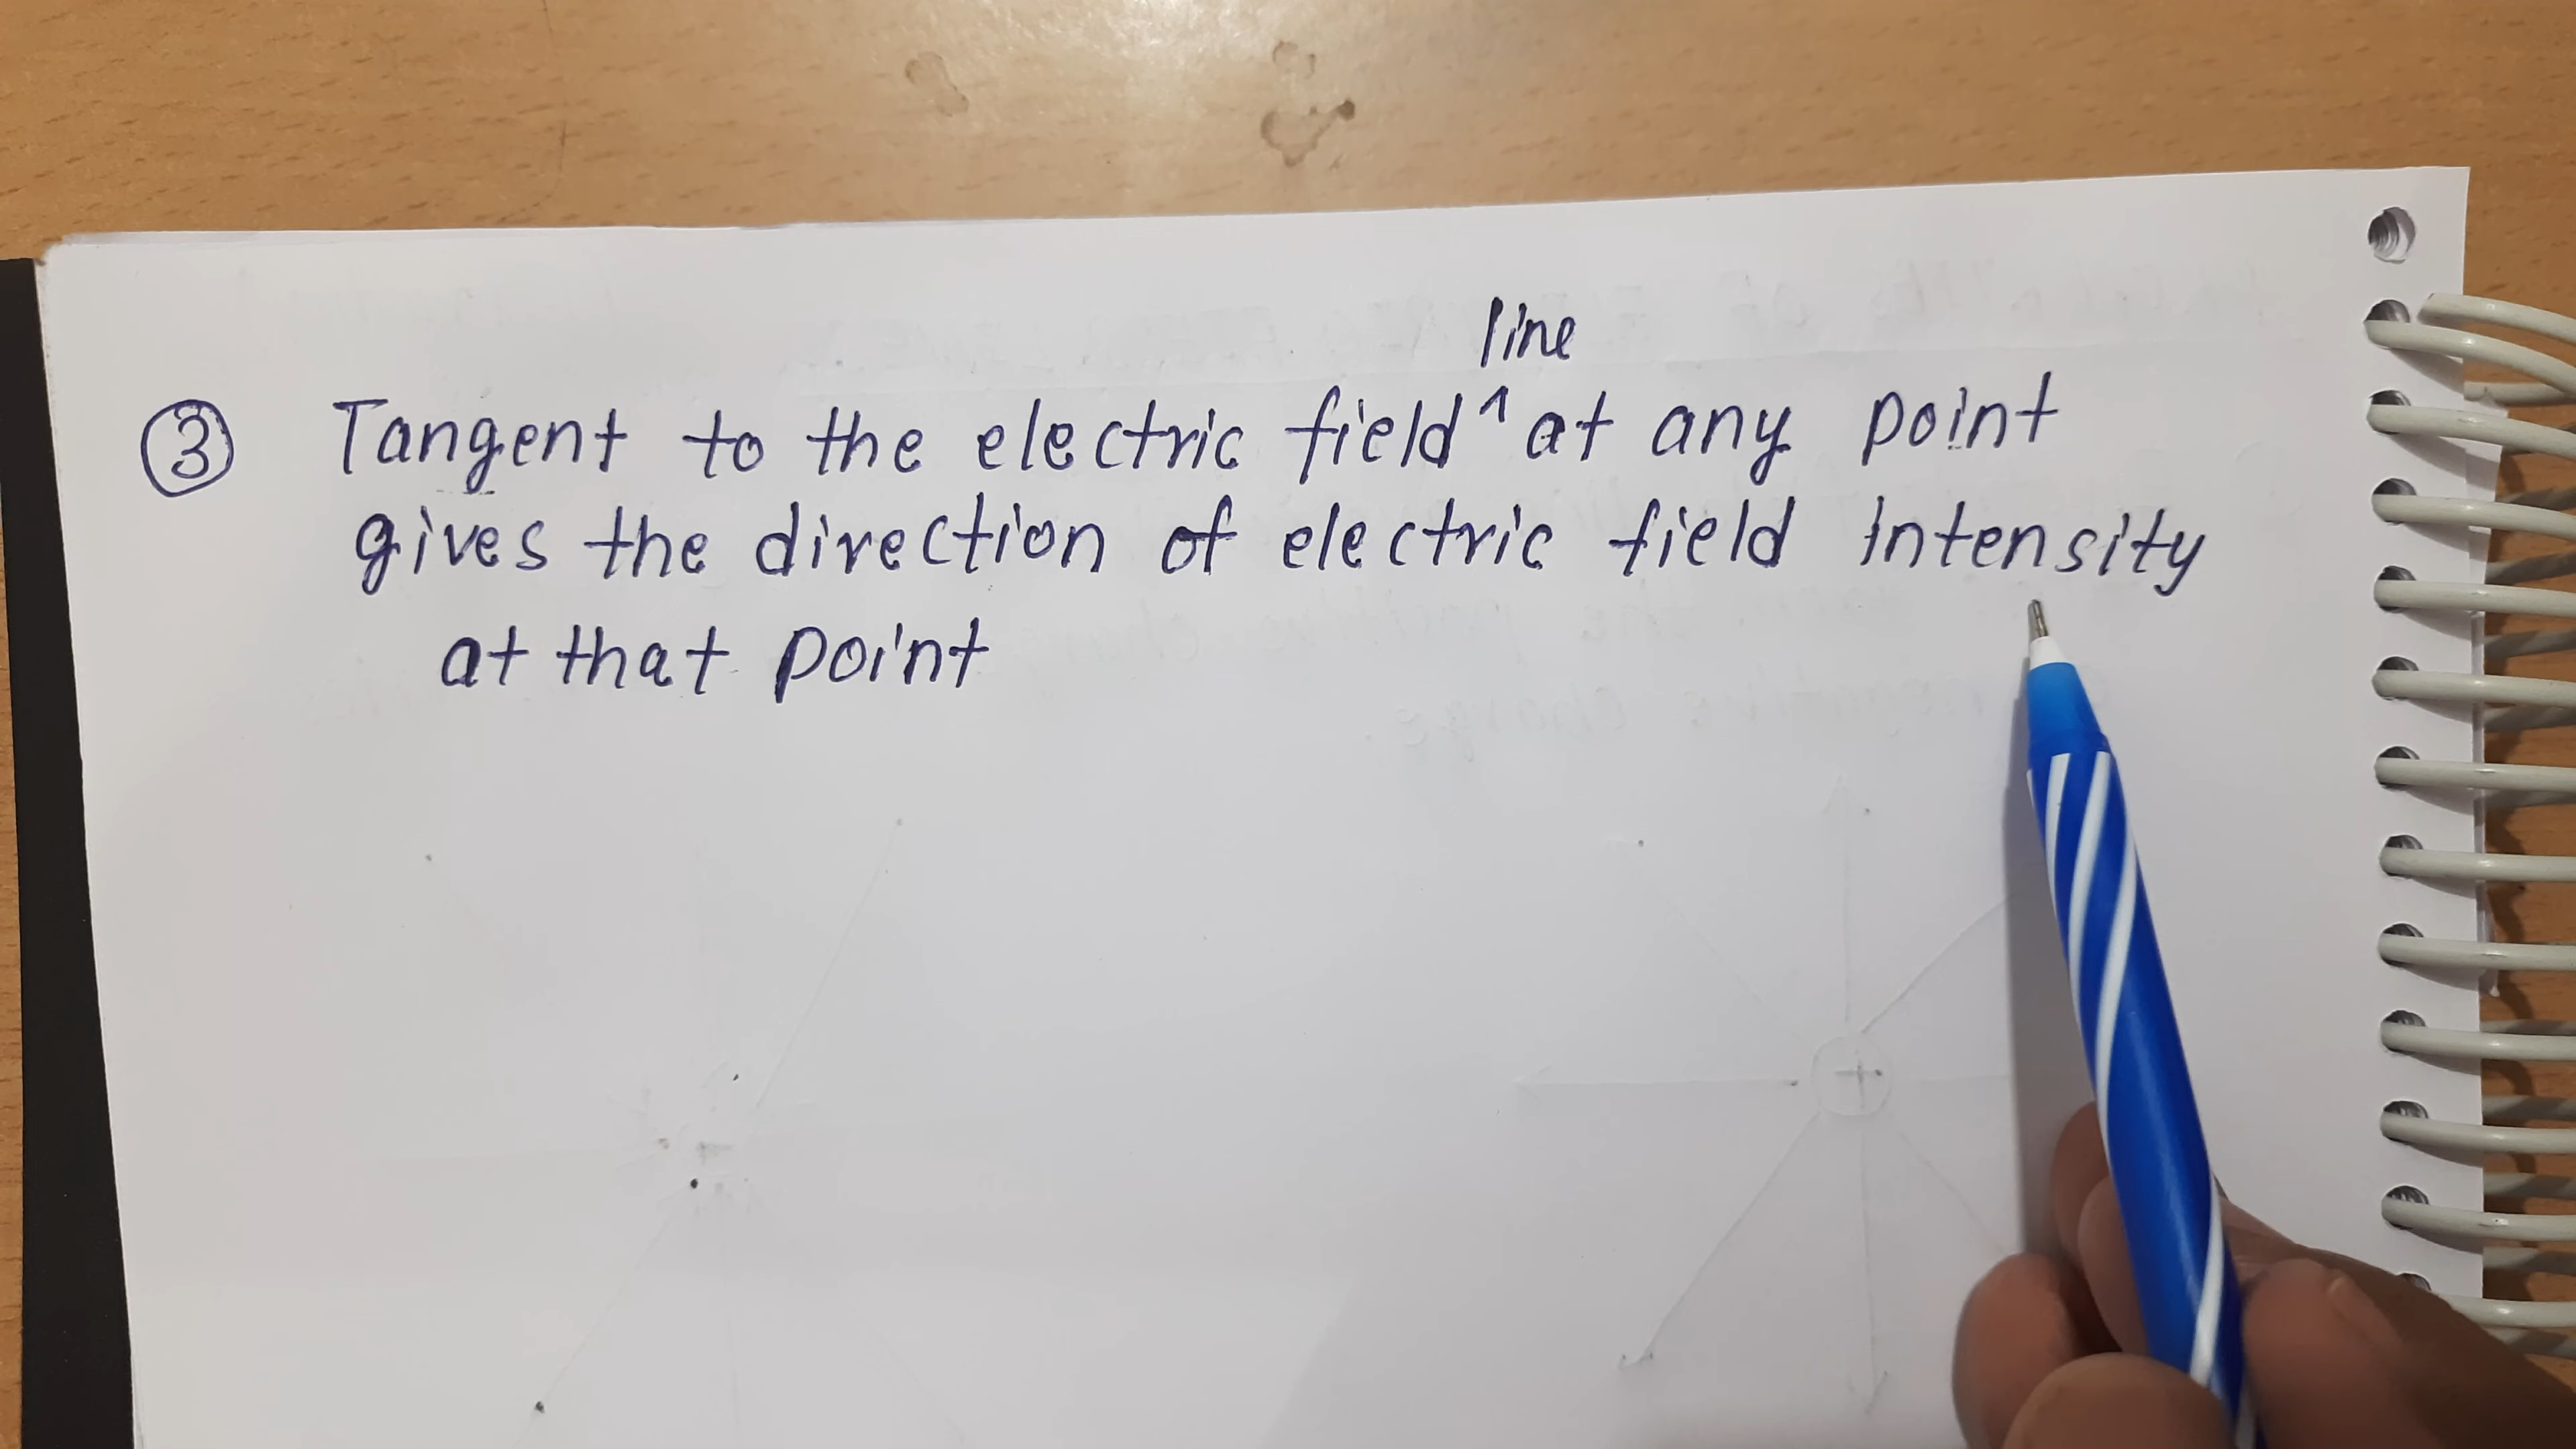 line
③ Tangent to the electric field ^ at any point
gives the direction of electric field intensity
at that point